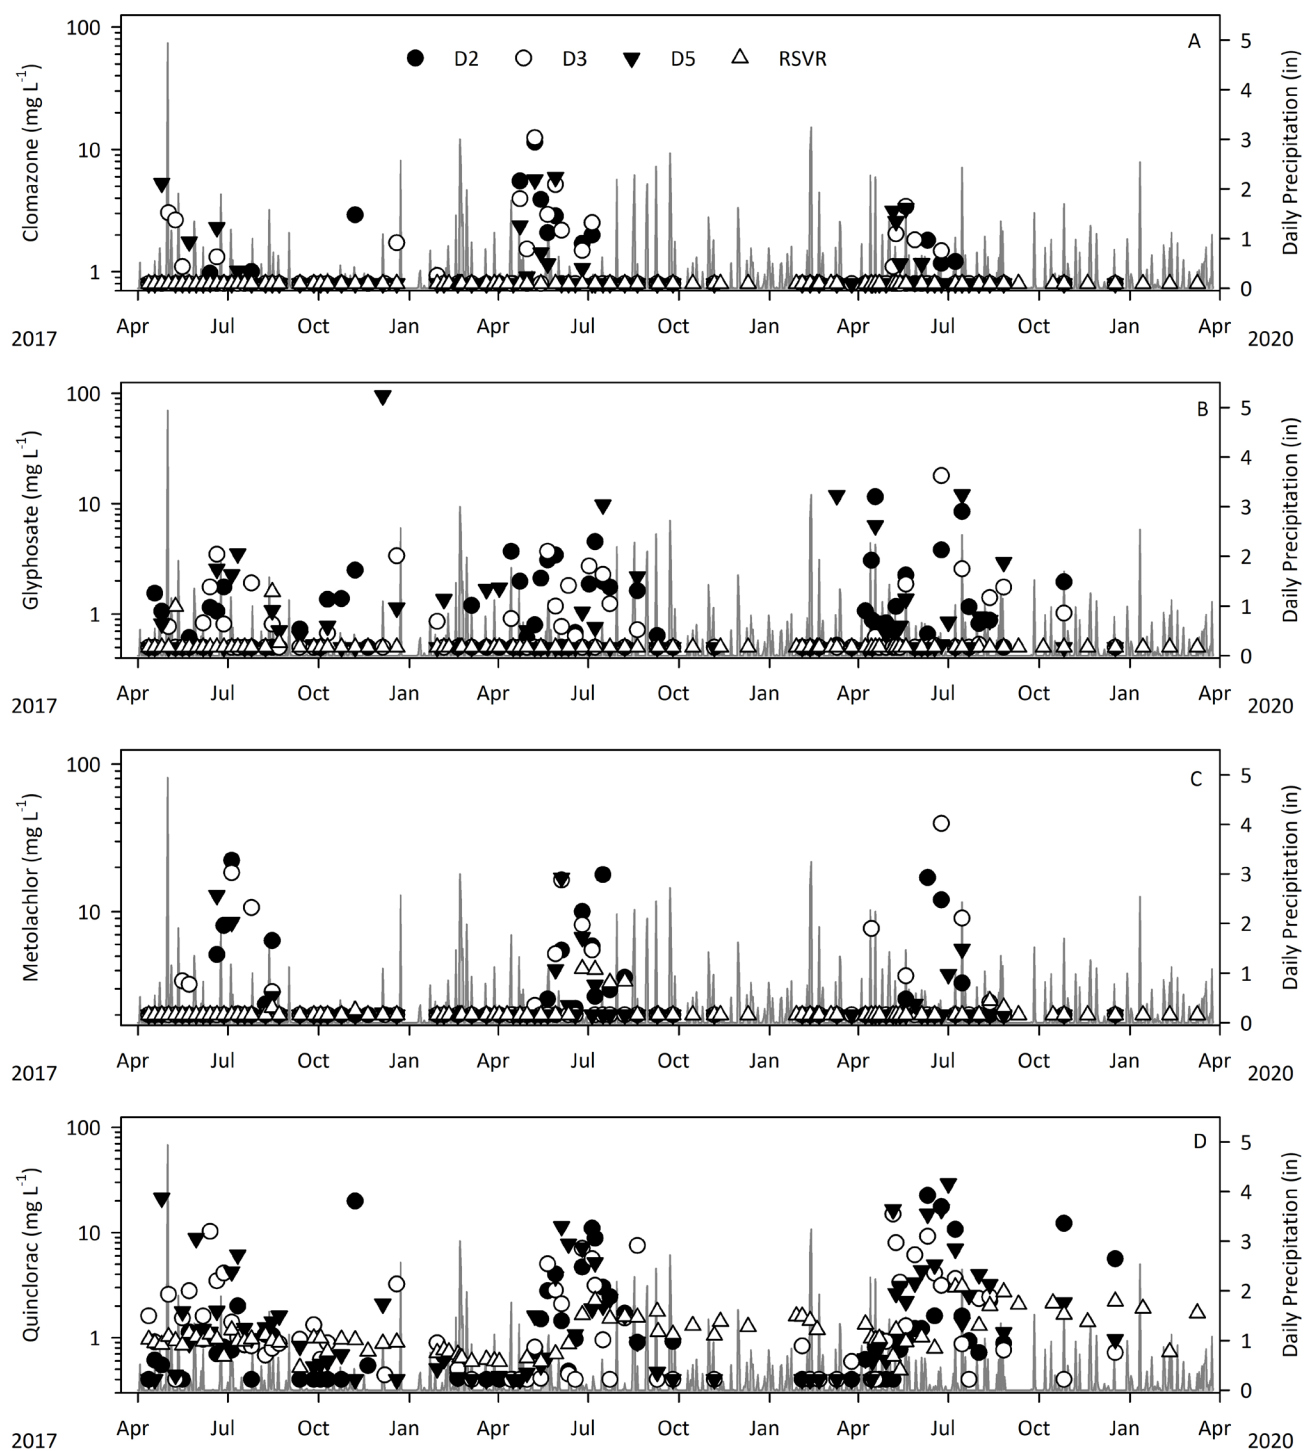 A
D2 D3 D5 RSVR
Clomazone (mg L-1)
100
10
1
5
4
3
2
1
0
Daily Precipitation (in)
Apr Jul Oct Jan Apr Jul Oct Jan Apr Jul Oct Jan Apr
2017 2020
B
Glyphosate (mg L-1)
100
10
1
5
4
3
2
1
0
Daily Precipitation (in)
Apr Jul Oct Jan Apr Jul Oct Jan Apr Jul Oct Jan Apr
2017 2020
C
Metolachlor (mg L-1)
100
10
5
4
3
2
1
0
Daily Precipitation (in)
Apr Jul Oct Jan Apr Jul Oct Jan Apr Jul Oct Jan Apr
2017 2020
D
Quinclorac (mg L-1)
100
10
1
5
4
3
2
1
0
Daily Precipitation (in)
Apr Jul Oct Jan Apr Jul Oct Jan Apr Jul Oct Jan Apr
2017 2020